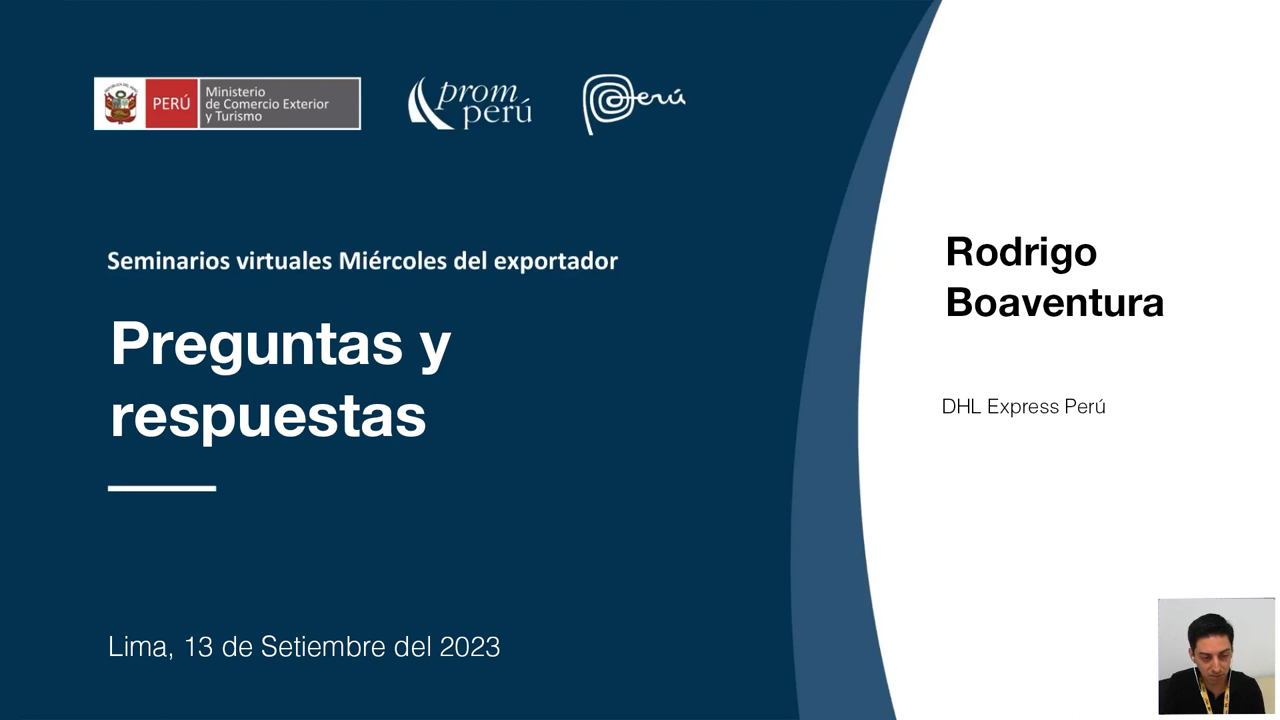 PERÚ
Ministerio
de Comercio Exterior
y Turismo
prom
perú
Perú
Seminarios virtuales Miércoles del exportador
Preguntas y
respuestas
Lima, 13 de Setiembre del 2023
Rodrigo
Boaventura
DHL Express Perú